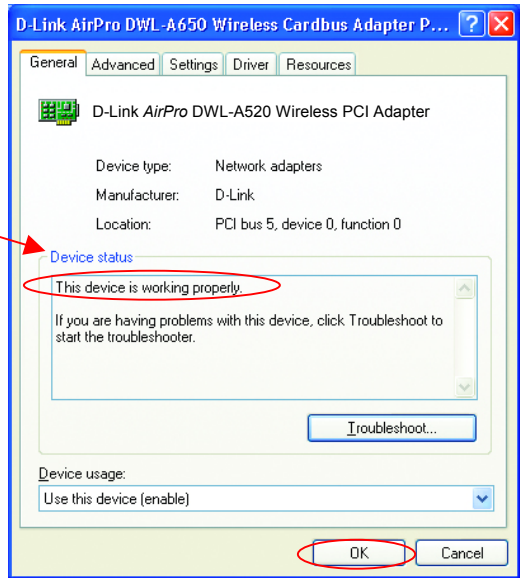 D-Link AirPro DWL-A650 Wireless Cardbus Adapter P...
General Advanced Settings Driver Resources
D-Link AirPro DWL-A520 Wireless PCI Adapter
Device type: Network adapters
Manufacturer: D-Link
Location: PCI bus 5, device 0, function 0
Device status
This device is working properly.
If you are having problems with this device, click Troubleshoot to
start the troubleshooter.
Troubleshoot...
Device usage:
Use this device (enable)
OK Cancel